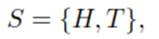 S = {H, T},